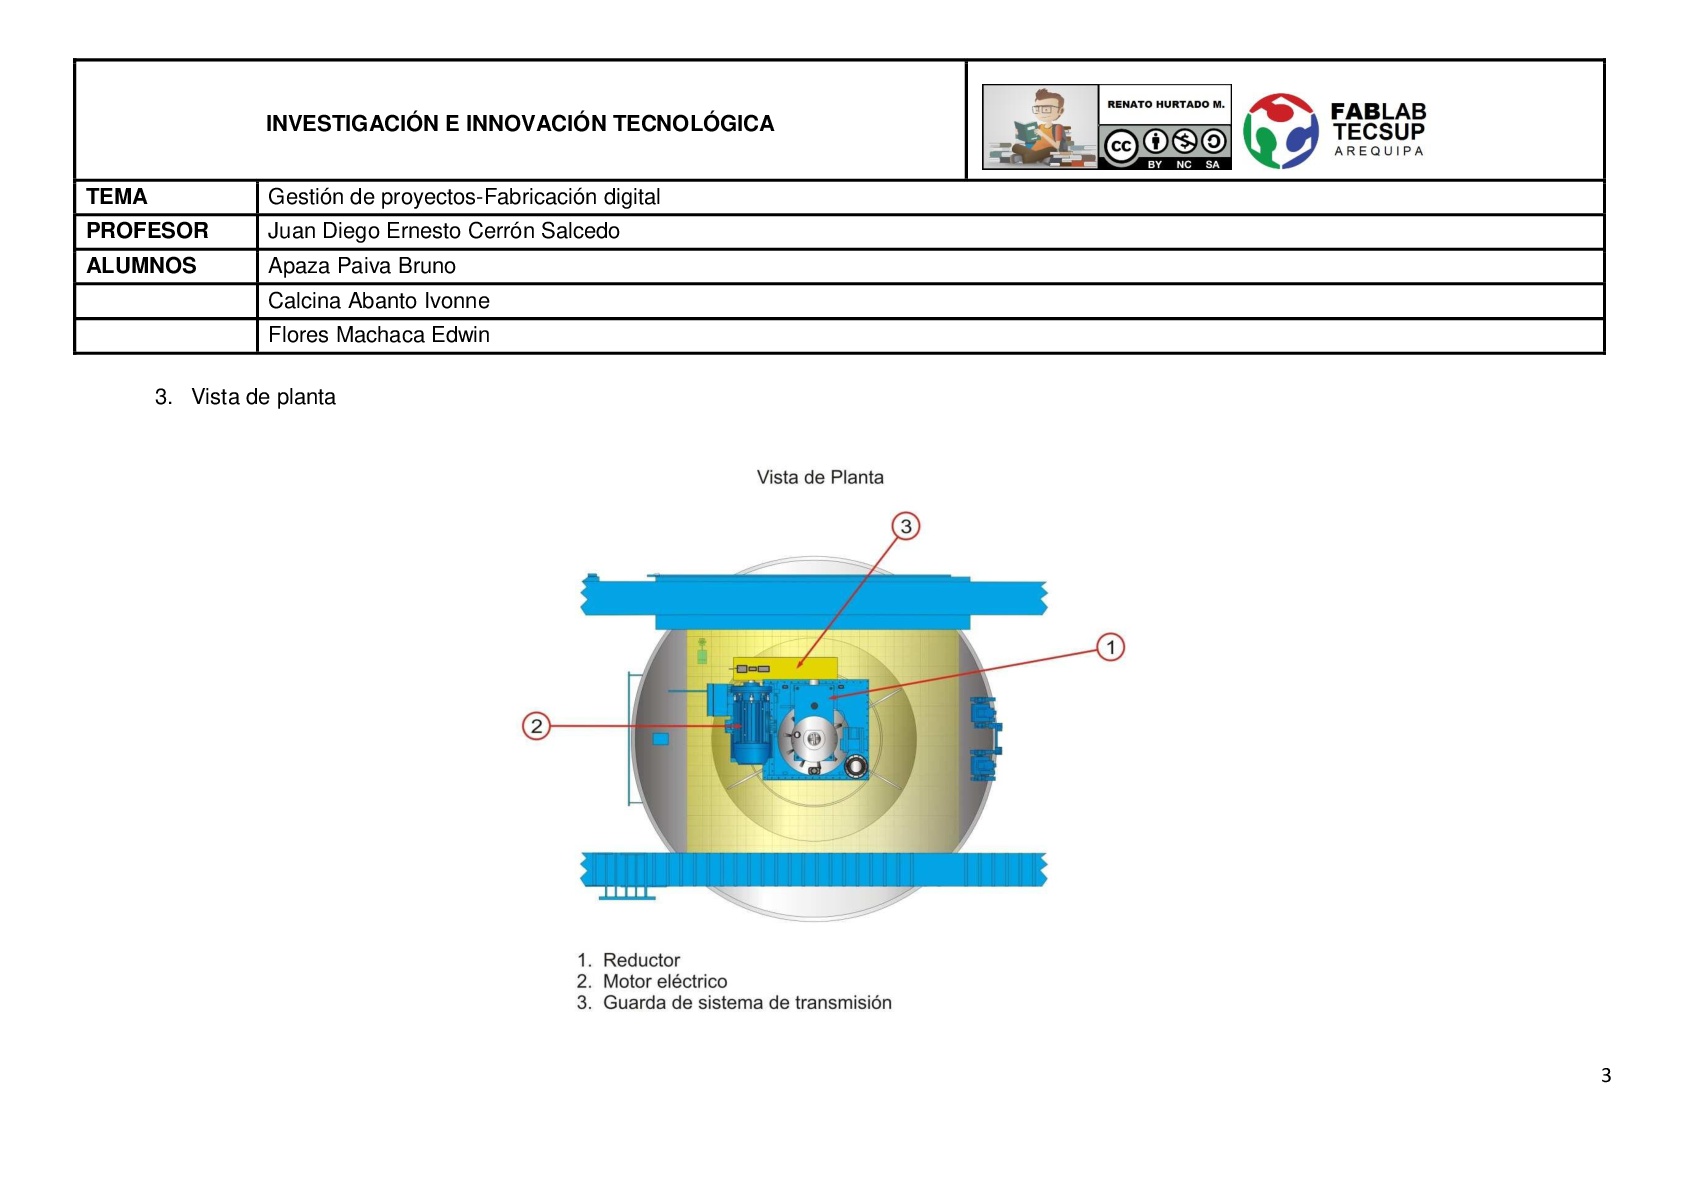 INVESTIGACIÓN E INNOVACIÓN TECNOLÓGICA
RENATO HURTADO M.
cc
BY NC SA
FABLAB
TECSUP
AREQUIPA
TEMA Gestión de proyectos-Fabricación digital
PROFESOR Juan Diego Ernesto Cerrón Salcedo
ALUMNOS Apaza Paiva Bruno
Calcina Abanto Ivonne
Flores Machaca Edwin
3. Vista de planta
Vista de Planta
3
1
2
1. Reductor
2. Motor eléctrico
3. Guarda de sistema de transmisión
3